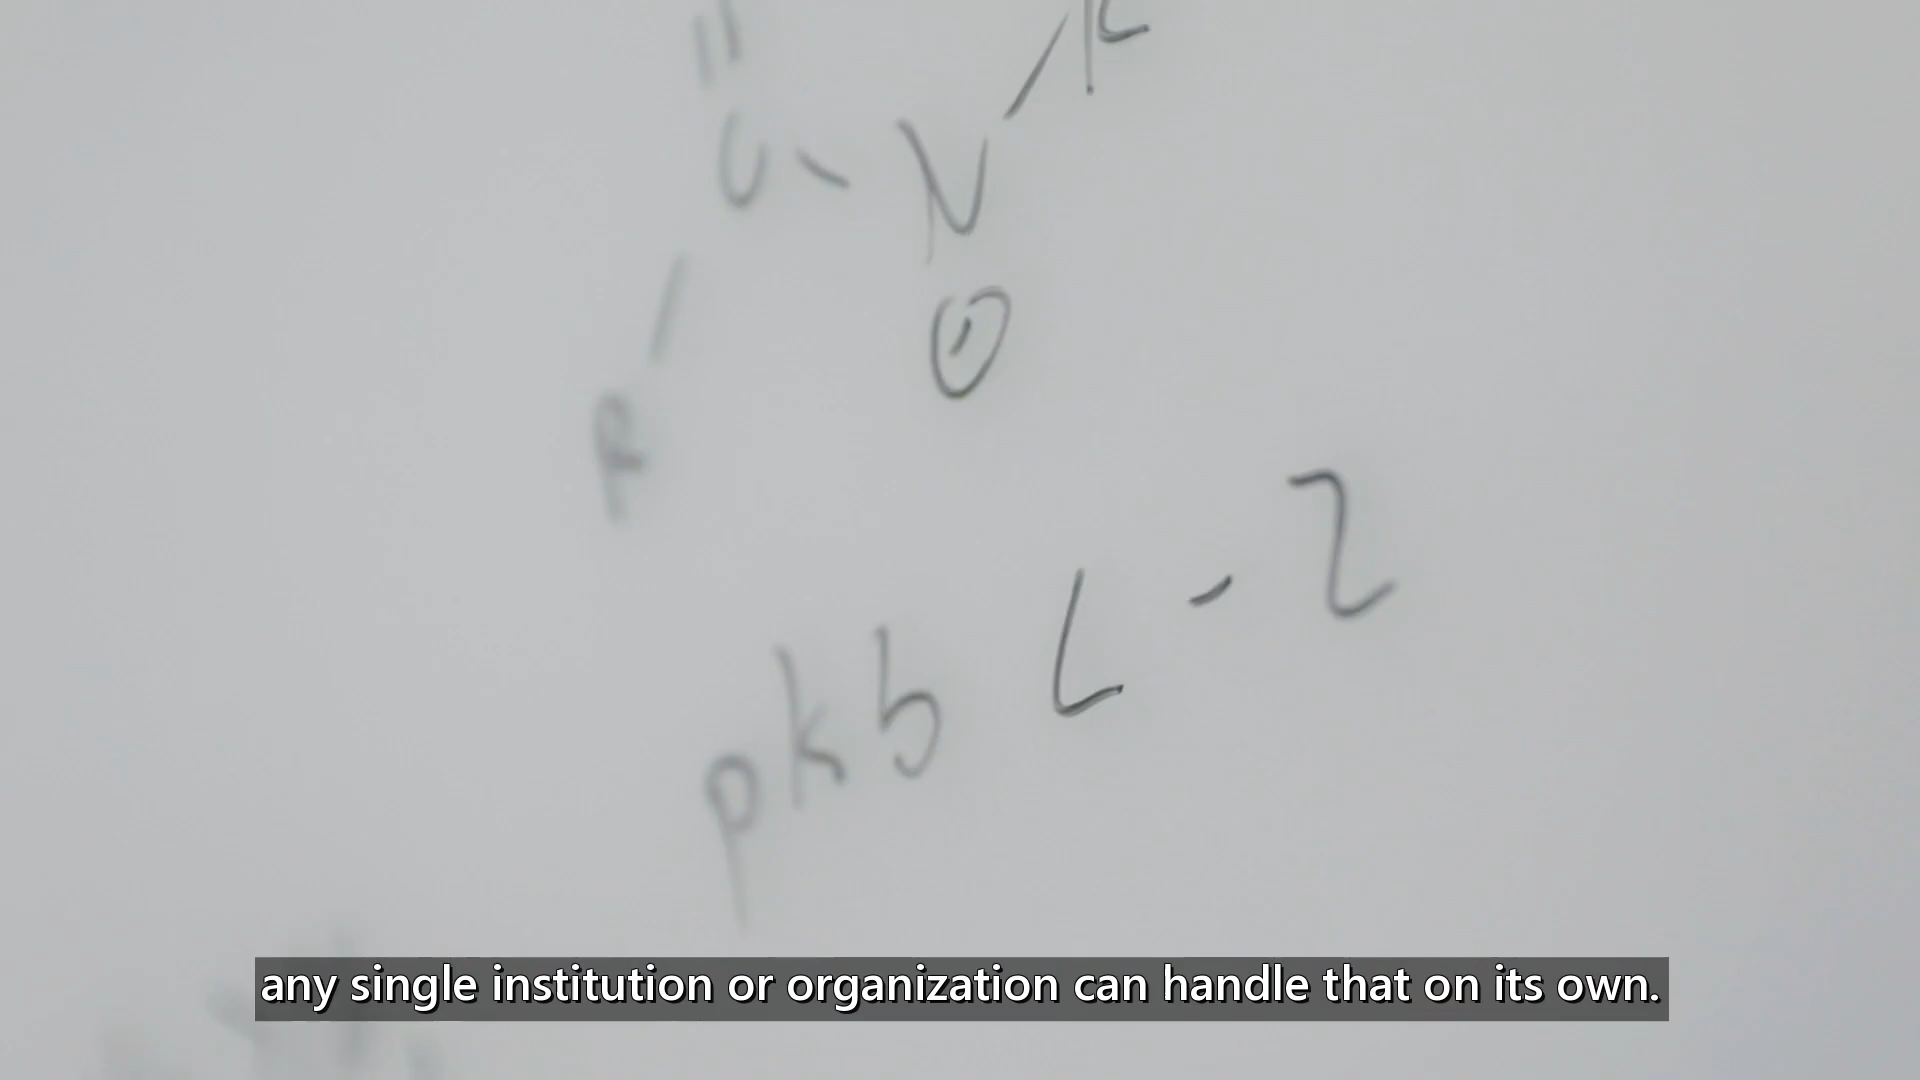 R
C - N
R
pkb < -2
any single institution or organization can handle that on its own.